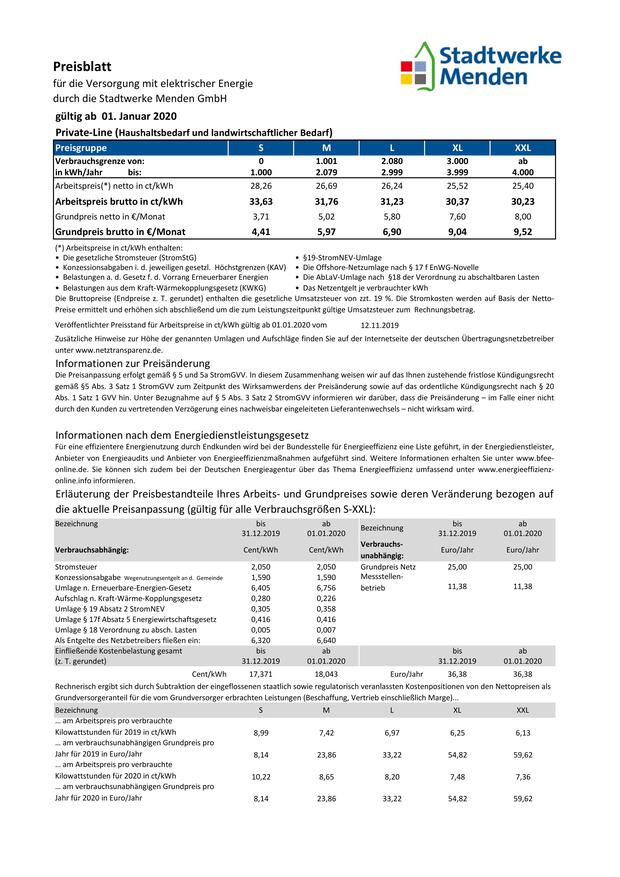 Stadtwerke
Menden
Preisblatt
für die Versorgung mit elektrischer Energie
durch die Stadtwerke Menden GmbH
gültig ab 01. Januar 2020
Private-Line (Haushaltsbedarf und landwirtschaftlicher Bedarf)
Preisgruppe S M L XL XXL
Verbrauchsgrenze von: 0 1.001 2.080 3.000 ab
in kWh/Jahr bis: 1.000 2.079 2.999 3.999 4.000
Arbeitspreis(*) netto in ct/kWh 28,26 26,69 26,24 25,52 25,40
Arbeitspreis brutto in ct/kWh 33,63 31,76 31,23 30,37 30,23
Grundpreis netto in €/Monat 3,71 5,02 5,80 7,60 8,00
Grundpreis brutto in €/Monat 4,41 5,97 6,90 9,04 9,52
(*) Arbeitspreise in ct/kWh enthalten:
• Die gesetzliche Stromsteuer (StromStG) • §19-StromNEV-Umlage
• Konzessionsabgaben i. d. jeweiligen gesetzl. Höchstgrenzen (KAV) • Die Offshore-Netzumlage nach § 17 f EnWG-Novelle
• Belastungen a. d. Gesetz f. d. Vorrang Erneuerbarer Energien • Die AbLaV-Umlage nach §18 der Verordnung zu abschaltbaren Lasten
• Belastungen aus dem Kraft-Wärmekopplungsgesetz (KWKG) • Das Netzentgelt je verbrauchter kWh
Die Bruttopreise (Endpreise z. T. gerundet) enthalten die gesetzliche Umsatzsteuer von zzt. 19 %. Die Stromkosten werden auf Basis der Netto-
Preise ermittelt und erhöhen sich abschließend um die zum Leistungszeitpunkt gültige Umsatzsteuer zum Rechnungsbetrag.
Veröffentlichter Preisstand für Arbeitspreise in ct/kWh gültig ab 01.01.2020 vom 12.11.2019
Zusätzliche Hinweise zur Höhe der genannten Umlagen und Aufschläge finden Sie auf der Internetseite der deutschen Übertragungsnetzbetreiber
unter www.netztransparenz.de.
Informationen zur Preisänderung
Die Preisanpassung erfolgt gemäß § 5 und 5a StromGVV. In diesem Zusammenhang weisen wir auf das Ihnen zustehende fristlose Kündigungsrecht
gemäß §5 Abs. 3 Satz 1 StromGVV zum Zeitpunkt des Wirksamwerdens der Preisänderung sowie auf das ordentliche Kündigungsrecht nach § 20
Abs. 1 Satz 1 GVV hin. Unter Bezugnahme auf § 5 Abs. 3 Satz 2 StromGVV informieren wir darüber, dass die Preisänderung – im Falle einer nicht
durch den Kunden zu vertretenden Verzögerung eines nachweisbar eingeleiteten Lieferantenwechsels – nicht wirksam wird.
Informationen nach dem Energiedienstleistungsgesetz
Für eine effizientere Energienutzung durch Endkunden wird bei der Bundesstelle für Energieeffizienz eine Liste geführt, in der Energiedienstleister,
Anbieter von Energieaudits und Anbieter von Energieeffizienzmaßnahmen aufgeführt sind. Weitere Informationen erhalten Sie unter www.bfee-
online.de. Sie können sich zudem bei der Deutschen Energieagentur über das Thema Energieeffizienz umfassend unter www.energieeffizienz-
online.info informieren.
Erläuterung der Preisbestandteile Ihres Arbeits- und Grundpreises sowie deren Veränderung bezogen auf
die aktuelle Preisanpassung (gültig für alle Verbrauchsgrößen S-XXL):
Bezeichnung bis ab Bezeichnung bis ab
31.12.2019 01.01.2020 31.12.2019 01.01.2020
Verbrauchsabhängig: Cent/kWh Cent/kWh Verbrauchs-unabhängig: Euro/Jahr Euro/Jahr
Stromsteuer 2,050 2,050 Grundpreis Netz 25,00 25,00
Konzessionsabgabe Wegenutzungsentgelt an d. Gemeinde 1,590 1,590 Messstellen-
Umlage n. Erneuerbare-Energien-Gesetz 6,405 6,756 betrieb 11,38 11,38
Aufschlag n. Kraft-Wärme-Kopplungsgesetz 0,280 0,226
Umlage § 19 Absatz 2 StromNEV 0,305 0,358
Umlage § 17f Absatz 5 Energiewirtschaftsgesetz 0,416 0,416
Umlage § 18 Verordnung zu absch. Lasten 0,005 0,007
Als Entgelte des Netzbetreibers fließen ein: 6,320 6,640
Einfließende Kostenbelastung gesamt bis ab bis ab
(z. T. gerundet) 31.12.2019 01.01.2020 31.12.2019 01.01.2020
Cent/kWh 17,371 18,043 Euro/Jahr 36,38 36,38
Rechnerisch ergibt sich durch Subtraktion der eingeflossenen staatlich sowie regulatorisch veranlassten Kostenpositionen von den Nettopreisen als
Grundversorgeranteil für die vom Grundversorger erbrachten Leistungen (Beschaffung, Vertrieb einschließlich Marge)...
Bezeichnung S M L XL XXL
... am Arbeitspreis pro verbrauchte
Kilowattstunden für 2019 in ct/kWh 8,99 7,42 6,97 6,25 6,13
... am verbrauchsunabhängigen Grundpreis pro
Jahr für 2019 in Euro/Jahr 8,14 23,86 33,22 54,82 59,62
... am Arbeitspreis pro verbrauchte
Kilowattstunden für 2020 in ct/kWh 10,22 8,65 8,20 7,48 7,36
... am verbrauchsunabhängigen Grundpreis pro
Jahr für 2020 in Euro/Jahr 8,14 23,86 33,22 54,82 59,62